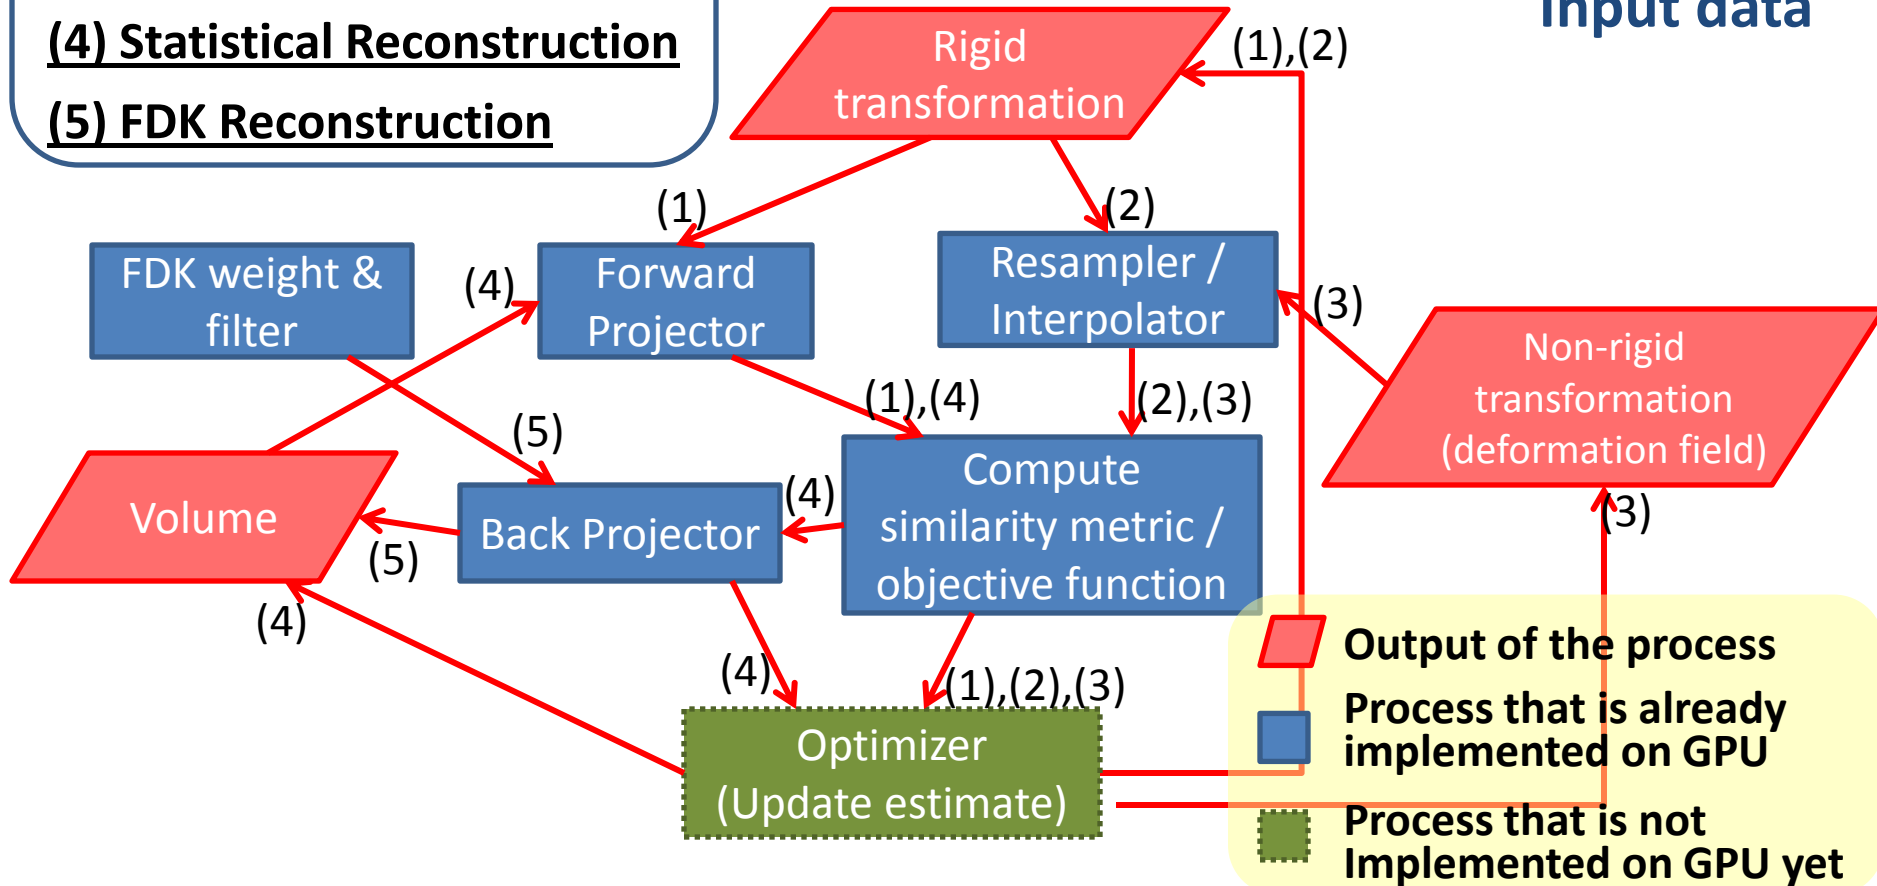 (4) Statistical Reconstruction
(5) FDK Reconstruction
Input data
Rigid
transformation
(1),(2)
(1)
(2)
FDK weight &
filter
(4)
Forward
Projector
Resampler /
Interpolator
(3)
Non-rigid
transformation
(deformation field)
(1),(4)
(2),(3)
(5)
Volume
Back Projector
(4)
Compute
similarity metric /
objective function
(3)
(5)
(4)
(4)
(1),(2),(3)
Optimizer
(Update estimate)
Output of the process
Process that is already
implemented on GPU
Process that is not
Implemented on GPU yet